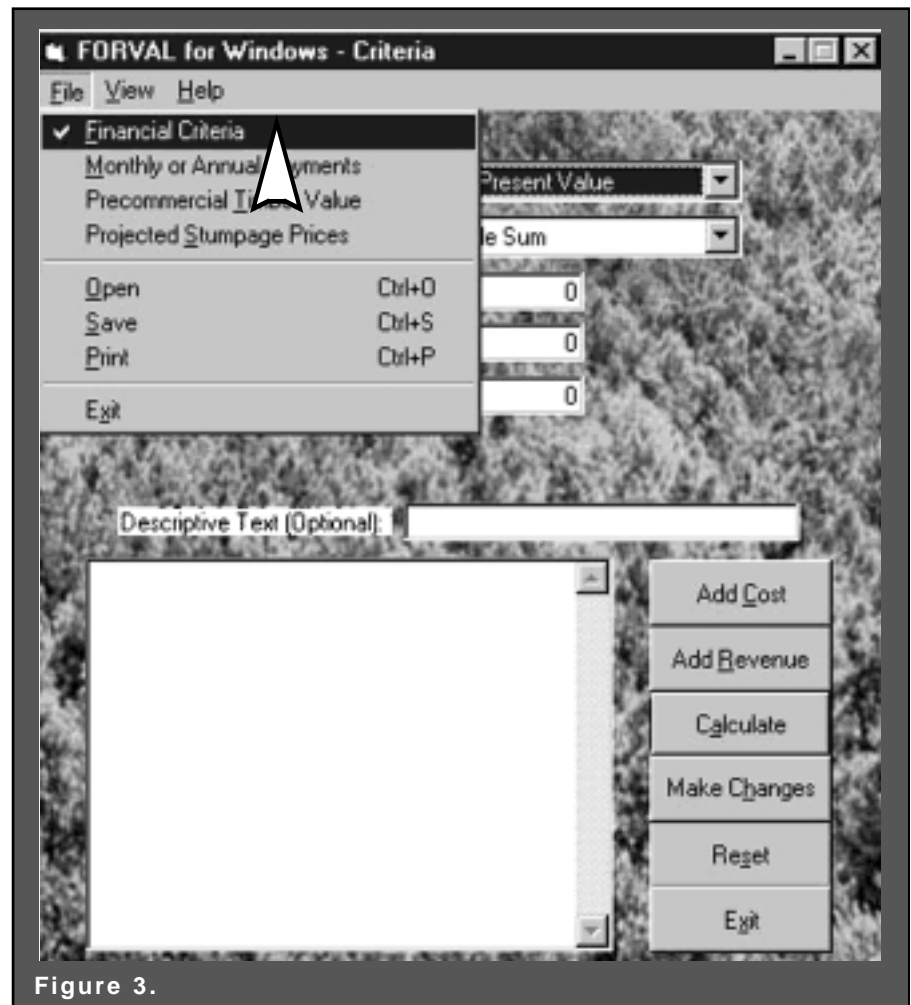 FORVAL for Windows - Criteria
File View Help
Financial Criteria
Monthly or Annual yments
Precommercial Ti Value
Projected Stumpage Prices
Open Ctrl+O
Save Ctrl+S
Print Ctrl+P
Exit
Present Value
le Sum
0
0
0
Descriptive Text (Optional):
Add Cost
Add Revenue
Calculate
Make Changes
Reset
Exit
Figure 3.